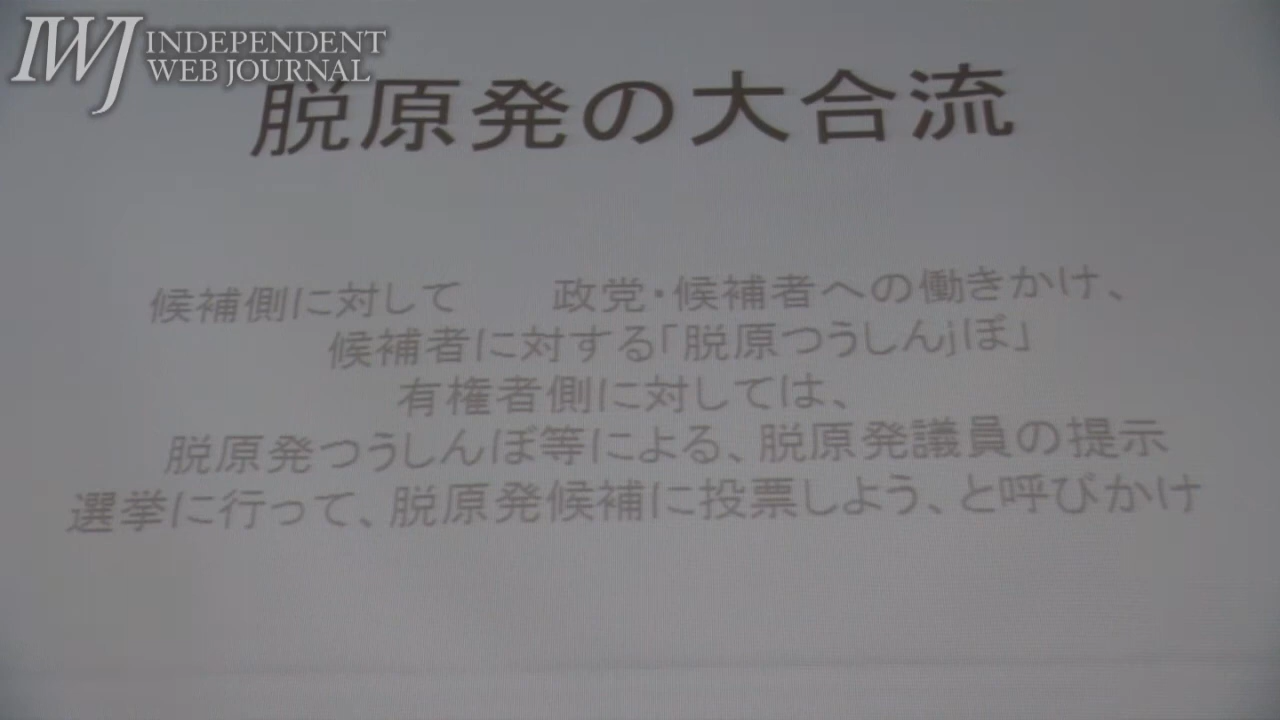 IWJ INDEPENDENT
WEB JOURNAL
脱原発の大合流
候補側に対して　　政党・候補者への働きかけ、
候補者に対する「脱原つうしんjぼ」
有権者側に対しては、
脱原発つうしんぼ等による、脱原発議員の提示
選挙に行って、脱原発候補に投票しよう、と呼びかけ